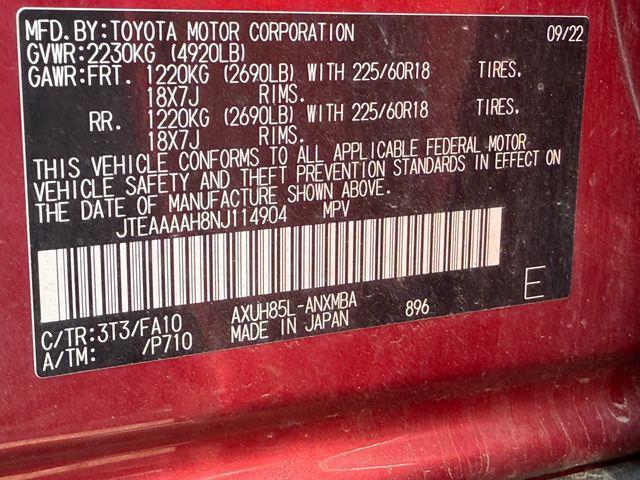 MFD.BY:TOYOTA MOTOR CORPORATION 09/22
GVWR:2230KG (4920LB)
GAWR:FRT. 1220KG (2690LB) WITH 225/60R18 TIRES.
18X7J RIMS.
RR. 1220KG (2690LB) WITH 225/60R18 TIRES.
18X7J RIMS.
THIS VEHICLE CONFORMS TO ALL APPLICABLE FEDERAL MOTOR
VEHICLE SAFETY AND THEFT PREVENTION STANDARDS IN EFFECT ON
THE DATE OF MANUFACTURE SHOWN ABOVE.
JTEAAAAH8NJ114904 MPV
E
C/TR:3T3/FA10 AXUH85L-ANXMBA 896
A/TM: /P710 MADE IN JAPAN